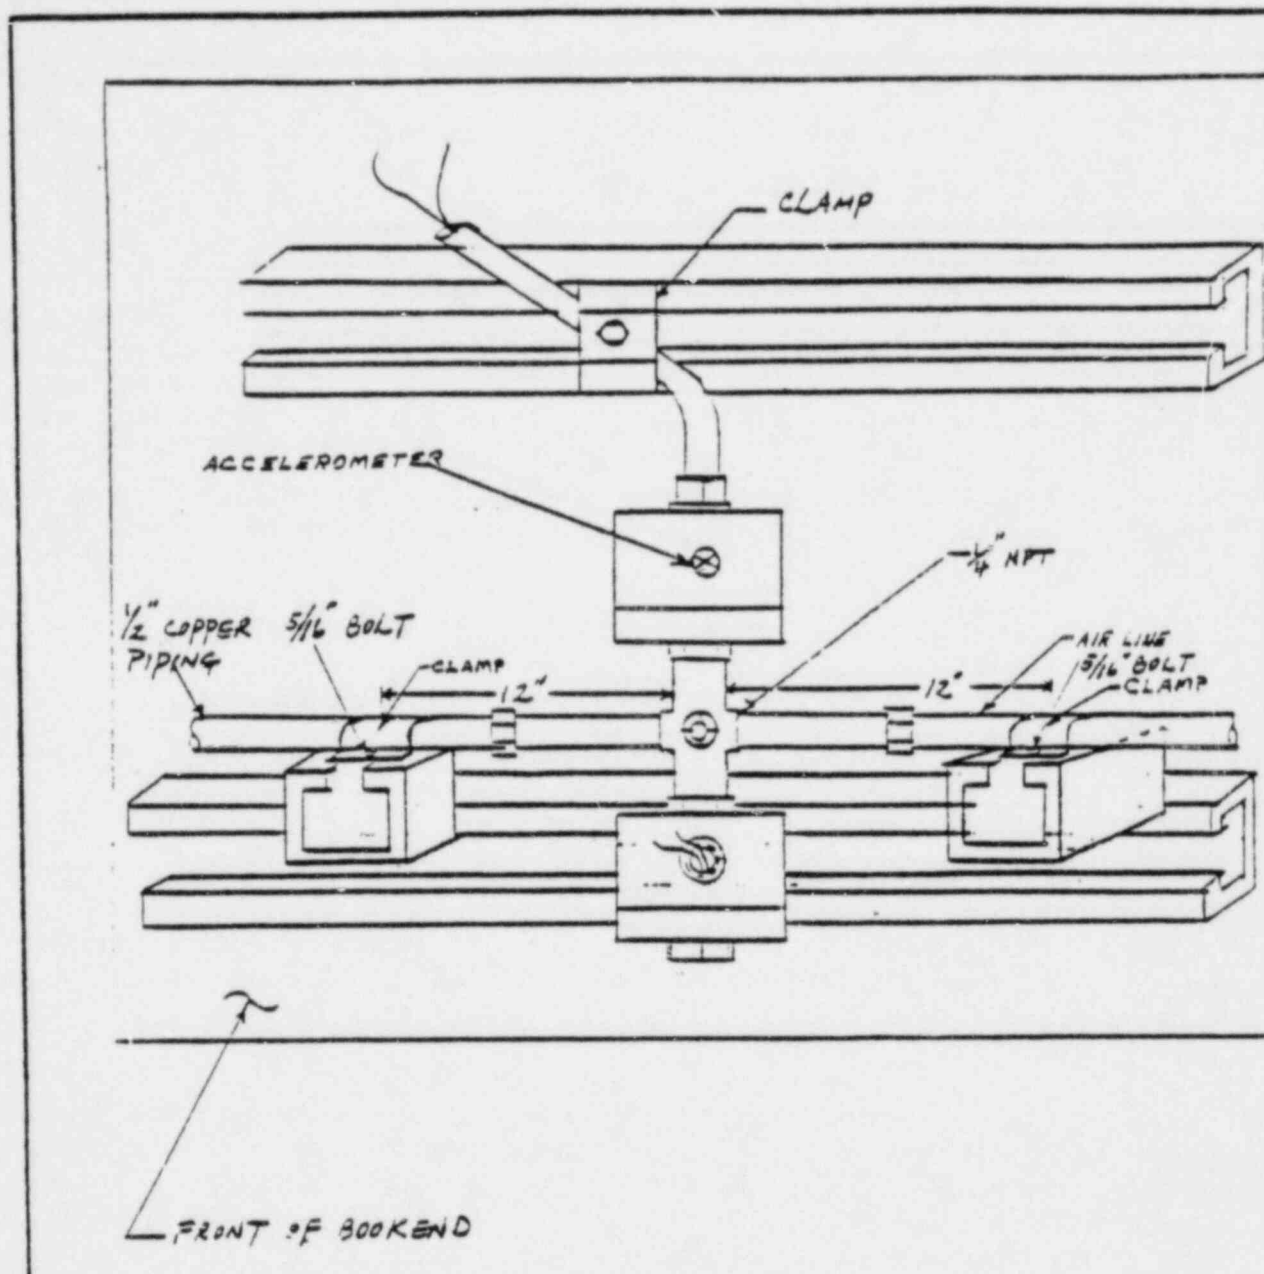 CLAMP
ACCELEROMETER
1/4" NPT
1/2" COPPER
PIPING
5/16" BOLT
CLAMP
12"
12"
AIR LINE
5/16" BOLT
CLAMP
FRONT OF BOOKEND